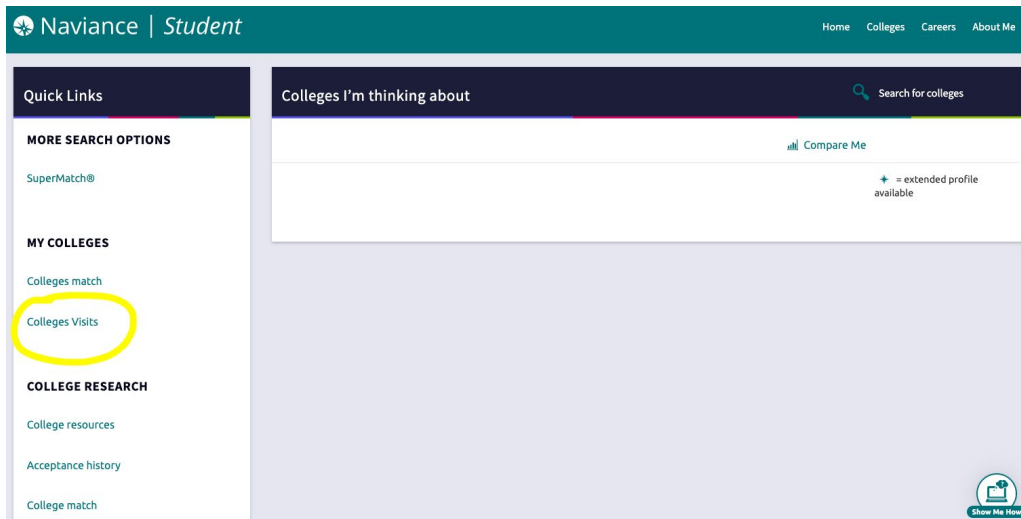 Naviance | Student
Home Colleges Careers About Me
Quick Links
MORE SEARCH OPTIONS
SuperMatch®
MY COLLEGES
Colleges match
Colleges Visits
COLLEGE RESEARCH
College resources
Acceptance history
College match
Colleges I'm thinking about
Search for colleges
Compare Me
= extended profile
available
Show Me How